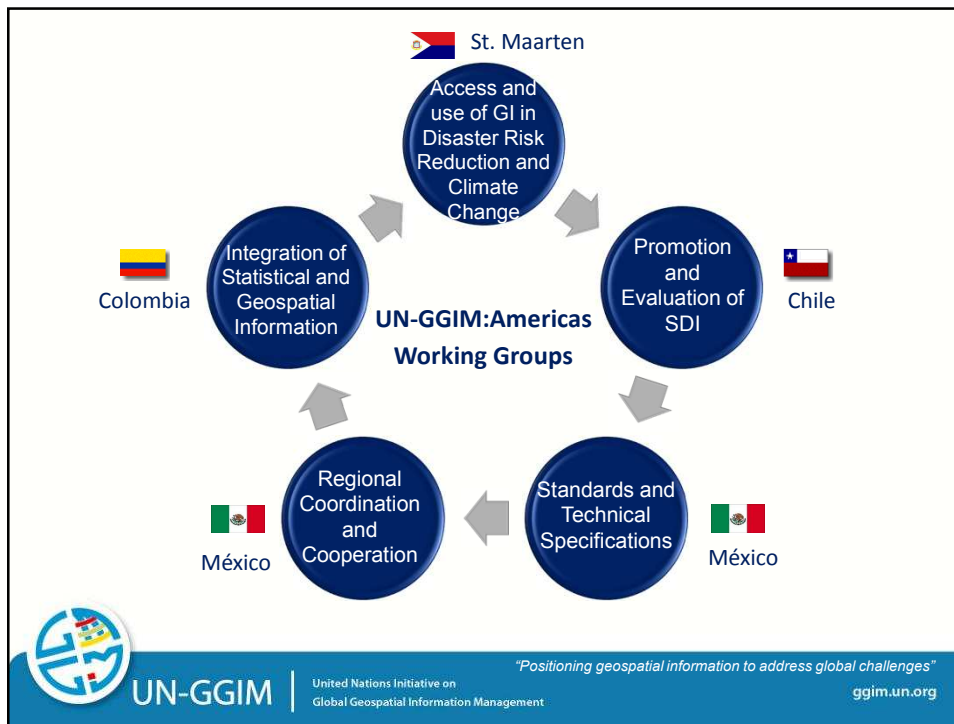 St. Maarten
Access and
use of GI in
Disaster Risk
Reduction and
Climate
Change
Promotion
and
Evaluation of
SDI
Chile
Standards and
Technical
Specifications
México
Regional
Coordination
and
Cooperation
México
Integration of
Statistical and
Geospatial
Information
Colombia
UN-GGIM:Americas
Working Groups
"Positioning geospatial information to address global challenges"
UN-GGIM
United Nations Initiative on
Global Geospatial Information Management
ggim.un.org